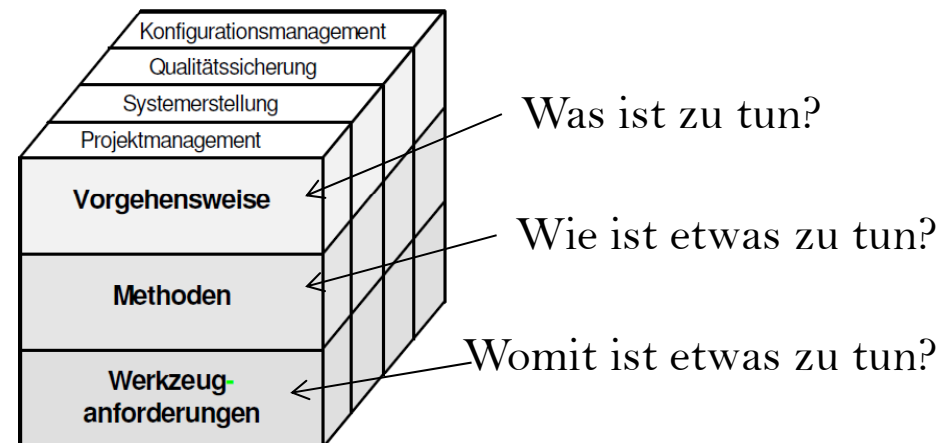 Konfigurationsmanagement
Qualitätssicherung
Systemerstellung
Projektmanagement
Was ist zu tun?
Vorgehensweise
Wie ist etwas zu tun?
Methoden
Womit ist etwas zu tun?
Werkzeug-
anforderungen